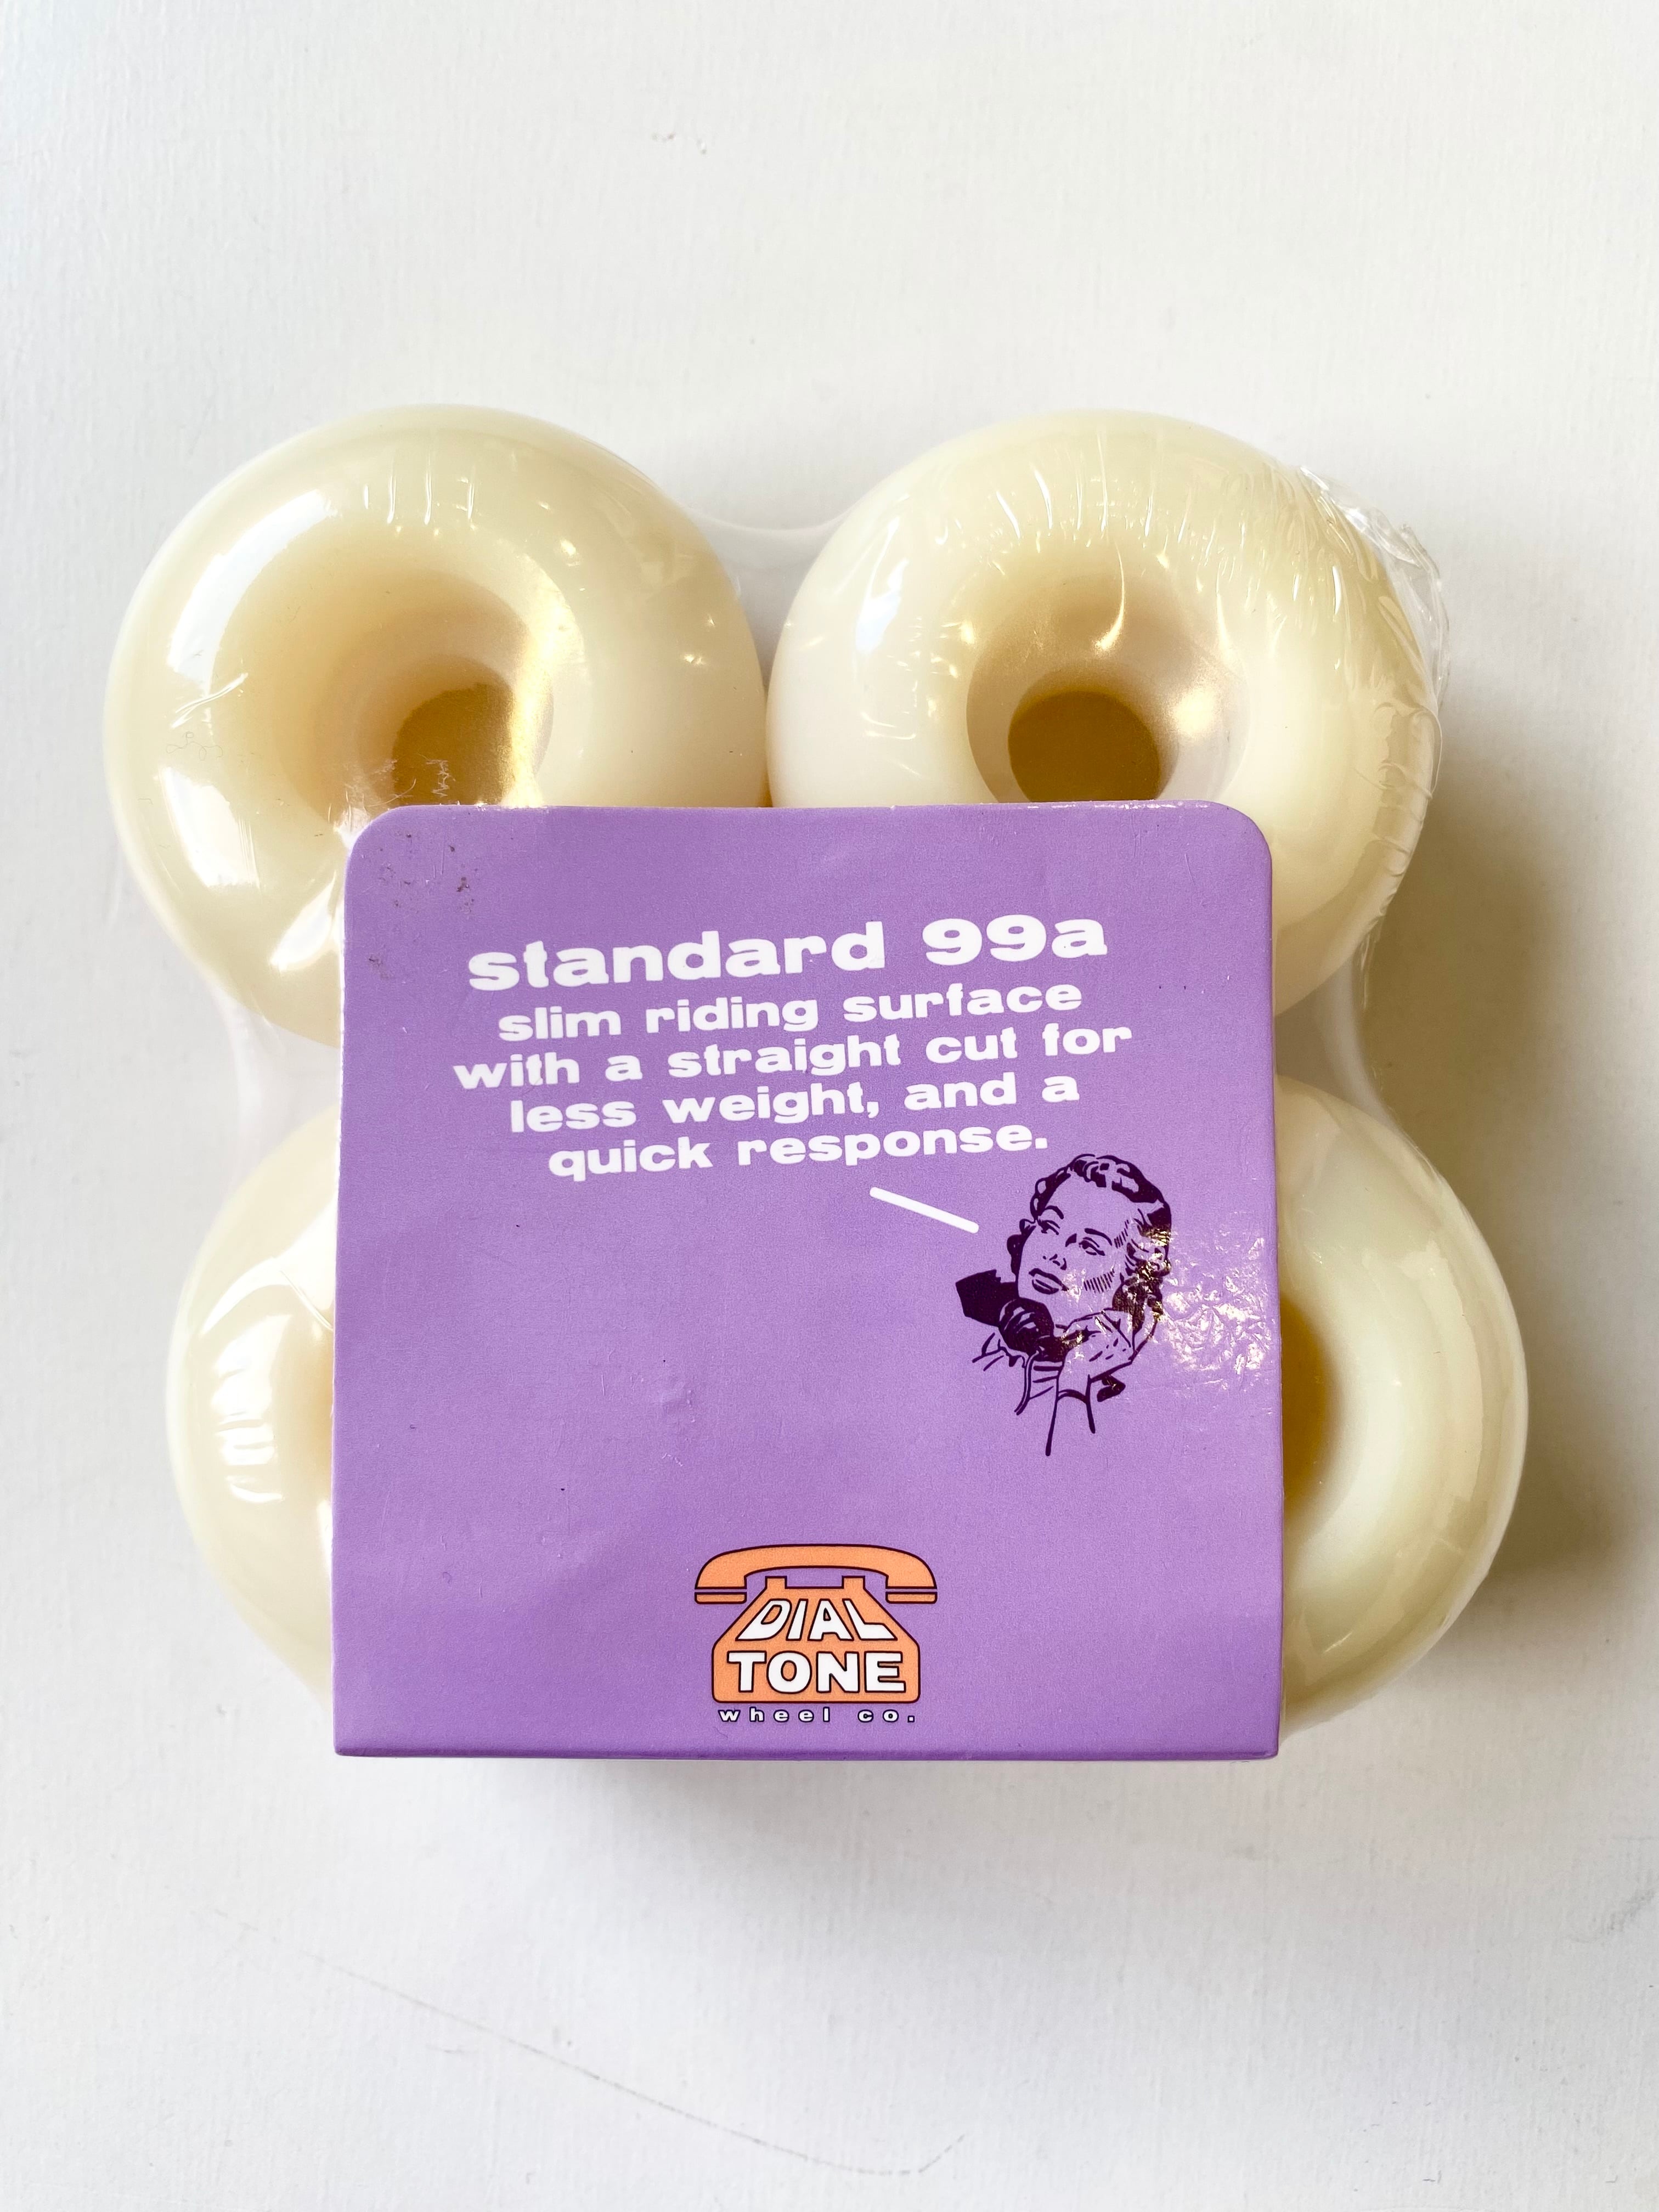 standard 99a
slim riding surface
with a straight cut for
less weight, and a
quick response.
DIAL
TONE
wheel co.